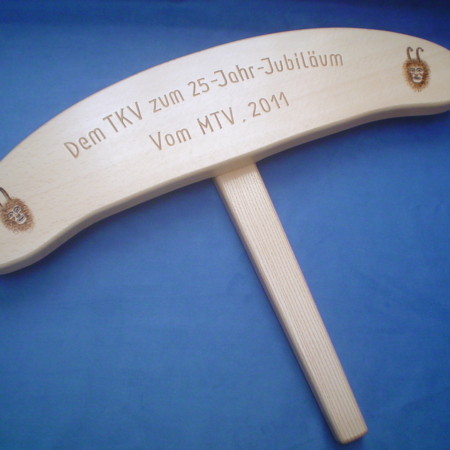 Dem TKV zum 25-Jahr-Jubiläum
Vom MTV, 2011